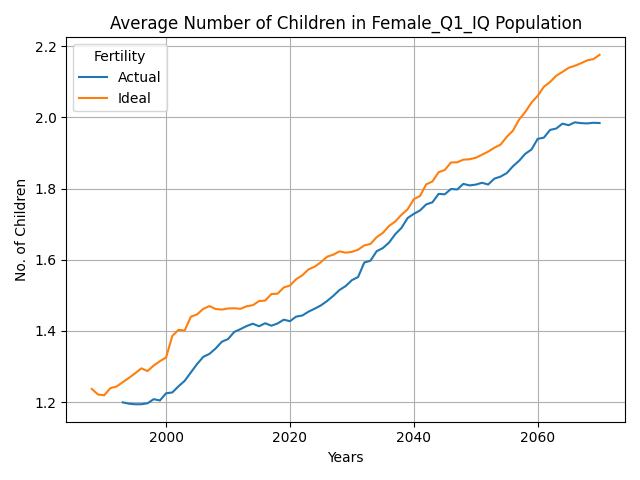 Average Number of Children in Female_Q1_IQ Population
Fertility
Actual
Ideal
No. of Children
2.2
2.0
1.8
1.6
1.4
1.2
2000
2020
2040
2060
Years